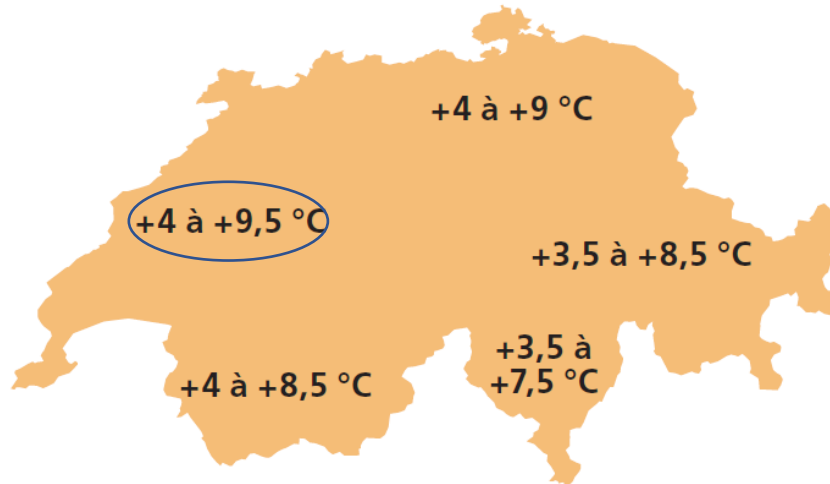 +4 à +9 °C
+4 à +9,5 °C
+3,5 à +8,5 °C
+3,5 à
+7,5 °C
+4 à +8,5 °C